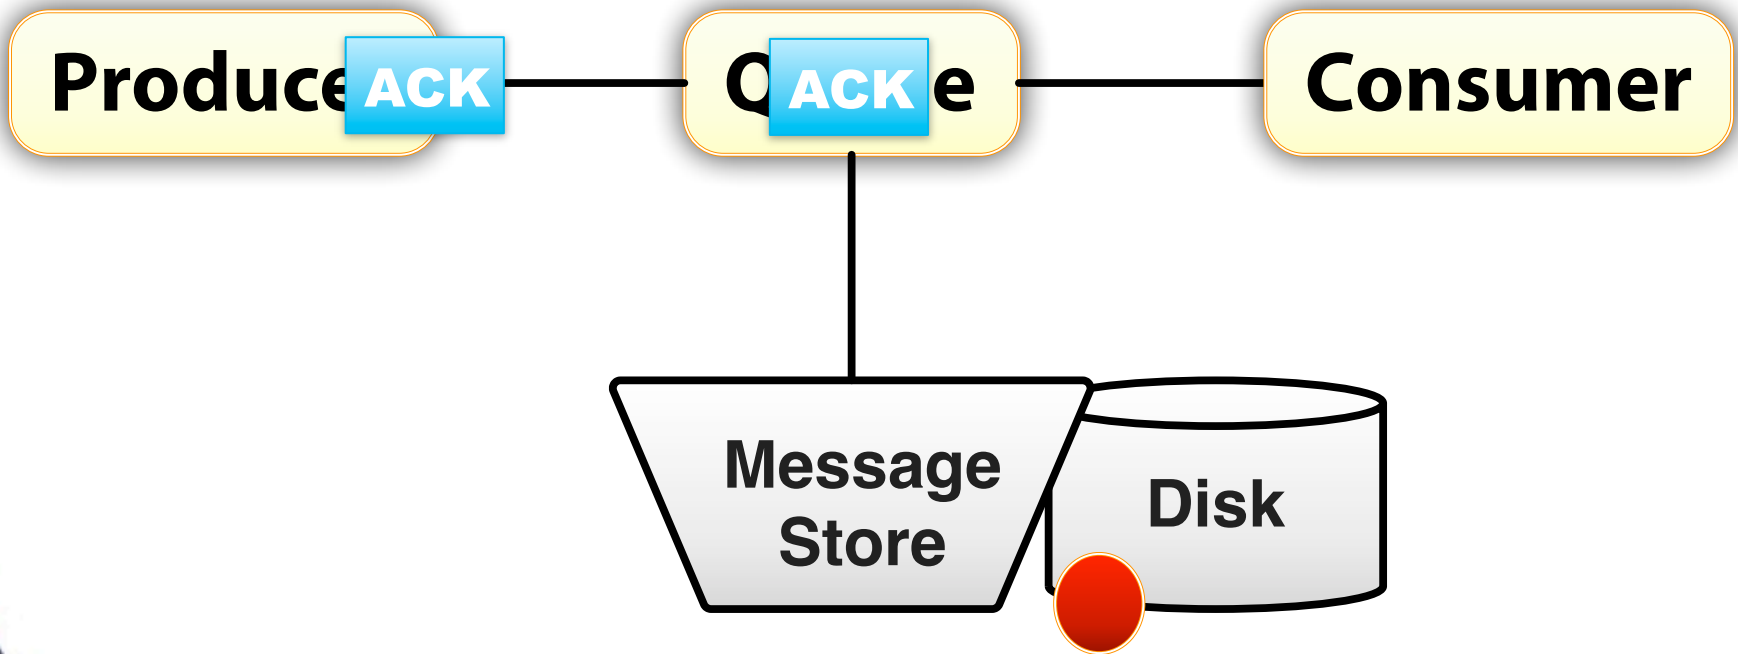 Produce
ACK
Q
ACK
e
Consumer
Message
Store
Disk